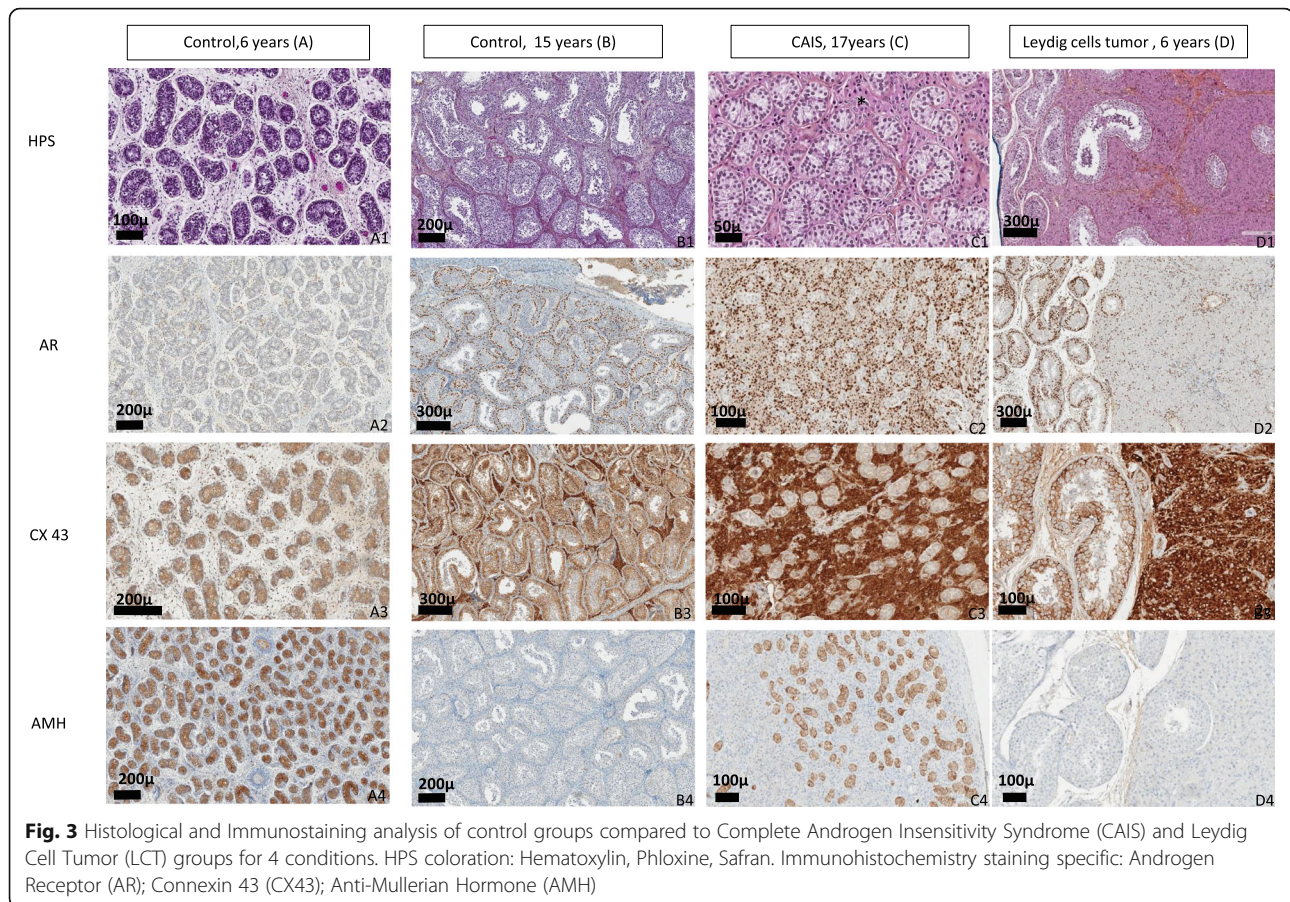 Control,6 years (A)
Control, 15 years (B)
CAIS, 17years (C)
Leydig cells tumor , 6 years (D)
HPS
100µ
A1
200µ
B1
*
50µ
C1
300µ
D1
AR
200µ
A2
300µ
B2
100µ
C2
300µ
D2
CX 43
200µ
A3
300µ
B3
100µ
C3
100µ
AMH
200µ
A4
200µ
B4
100µ
C4
100µ
D4
Fig. 3 Histological and Immunostaining analysis of control groups compared to Complete Androgen Insensitivity Syndrome (CAIS) and Leydig
Cell Tumor (LCT) groups for 4 conditions. HPS coloration: Hematoxylin, Phloxine, Safran. Immunohistochemistry staining specific: Androgen
Receptor (AR); Connexin 43 (CX43); Anti-Mullerian Hormone (AMH)